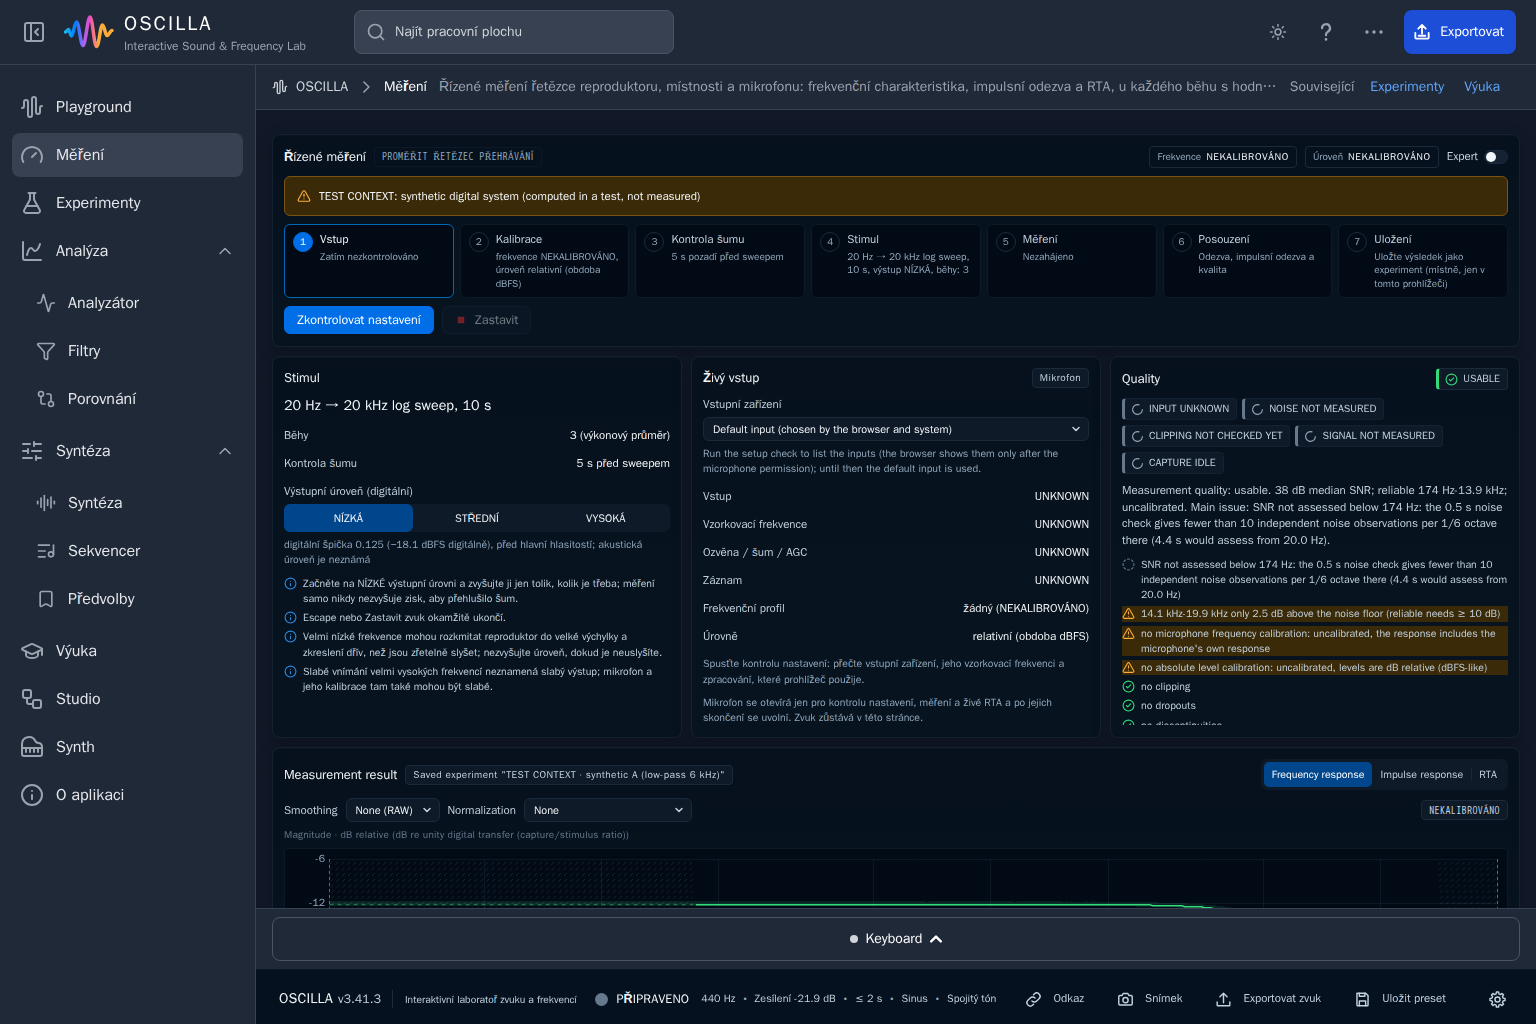 OSCILLA
Interactive Sound & Frequency Lab
Najít pracovní plochu
Exportovat
Playground
Měření
Experimenty
Analýza
Analyzátor
Filtry
Porovnání
Syntéza
Syntéza
Sekvencer
Předvolby
Výuka
Studio
Synth
O aplikaci
OSCILLA
Měření
Řízené měření řetězce reproduktoru, místnosti a mikrofonu: frekvenční charakteristika, impulsní odezva a RTA, u každého běhu s hodn···
Související
Experimenty
Výuka
Řízené měření
PROMĚŘIT ŘETĚZEC PŘEHRÁVÁNÍ
Frekvence NEKALIBROVÁNO
Úroveň NEKALIBROVÁNO
Expert
TEST CONTEXT: synthetic digital system (computed in a test, not measured)
1 Vstup
Zatím nezkontrolováno
2 Kalibrace
frekvence NEKALIBROVÁNO,
úroveň relativní (obdoba
dBFS)
3 Kontrola šumu
5 s pozadí před sweepem
4 Stimul
20 Hz → 20 kHz log sweep,
10 s, výstup NÍZKÁ, běhy: 3
5 Měření
Nezahájeno
6 Posouzení
Odezva, impulsní odezva a
kvalita
7 Uložení
Uložte výsledek jako
experiment (místně, jen v
tomto prohlížeči)
Zkontrolovat nastavení
Zastavit
Stimul
20 Hz → 20 kHz log sweep, 10 s
Běhy
3 (výkonový průměr)
Kontrola šumu
5 s před sweepem
Výstupní úroveň (digitální)
NÍZKÁ
STŘEDNÍ
VYSOKÁ
digitální špička 0.125 (−18.1 dBFS digitálně), před hlavní hlasitostí; akustická
úroveň je neznámá
Začněte na NÍZKÉ výstupní úrovni a zvyšujte ji jen tolik, kolik je třeba; měření
samo nikdy nezvyšuje zisk, aby přehlušilo šum.
Escape nebo Zastavit zvuk okamžitě ukončí.
Velmi nízké frekvence mohou rozkmitat reproduktor do velké výchylky a
zkreslení dřív, než jsou zřetelně slyšet; nezvyšujte úroveň, dokud je neuslyšíte.
Slabé vnímání velmi vysokých frekvencí neznamená slabý výstup; mikrofon a
jeho kalibrace tam také mohou být slabé.
Živý vstup
Mikrofon
Vstupní zařízení
Default input (chosen by the browser and system)
Run the setup check to list the inputs (the browser shows them only after the
microphone permission); until then the default input is used.
Vstup
UNKNOWN
Vzorkovací frekvence
UNKNOWN
Ozvěna / šum / AGC
UNKNOWN
Záznam
UNKNOWN
Frekvenční profil
žádný (NEKALIBROVÁNO)
Úrovně
relativní (obdoba dBFS)
Spusťte kontrolu nastavení: přečte vstupní zařízení, jeho vzorkovací frekvenci a
zpracování, které prohlížeč použije.
Mikrofon se otevírá jen pro kontrolu nastavení, měření a živé RTA a po jejich
skončení se uvolní. Zvuk zůstává v této stránce.
Quality
USABLE
INPUT UNKNOWN
NOISE NOT MEASURED
CLIPPING NOT CHECKED YET
SIGNAL NOT MEASURED
CAPTURE IDLE
Measurement quality: usable. 38 dB median SNR; reliable 174 Hz-13.9 kHz;
uncalibrated. Main issue: SNR not assessed below 174 Hz: the 0.5 s noise
check gives fewer than 10 independent noise observations per 1/6 octave
there (4.4 s would assess from 20.0 Hz).
SNR not assessed below 174 Hz: the 0.5 s noise check gives fewer than 10
independent noise observations per 1/6 octave there (4.4 s would assess from
20.0 Hz)
14.1 kHz-19.9 kHz only 2.5 dB above the noise floor (reliable needs ≥ 10 dB)
no microphone frequency calibration: uncalibrated, the response includes the
microphone's own response
no absolute level calibration: uncalibrated, levels are dB relative (dBFS-like)
no clipping
no dropouts
no discontinuities
Measurement result
Saved experiment "TEST CONTEXT · synthetic A (low-pass 6 kHz)"
Frequency response
Impulse response
RTA
Smoothing
None (RAW)
Normalization
None
NEKALIBROVÁNO
Magnitude · dB relative (dB re unity digital transfer (capture/stimulus ratio))
-6
-12
Keyboard
OSCILLA v3.41.3
Interaktivní laboratoř zvuku a frekvencí
PŘIPRAVENO
440 Hz • Zesílení -21.9 dB • ≤ 2 s • Sinus • Spojitý tón
Odkaz
Snímek
Exportovat zvuk
Uložit preset